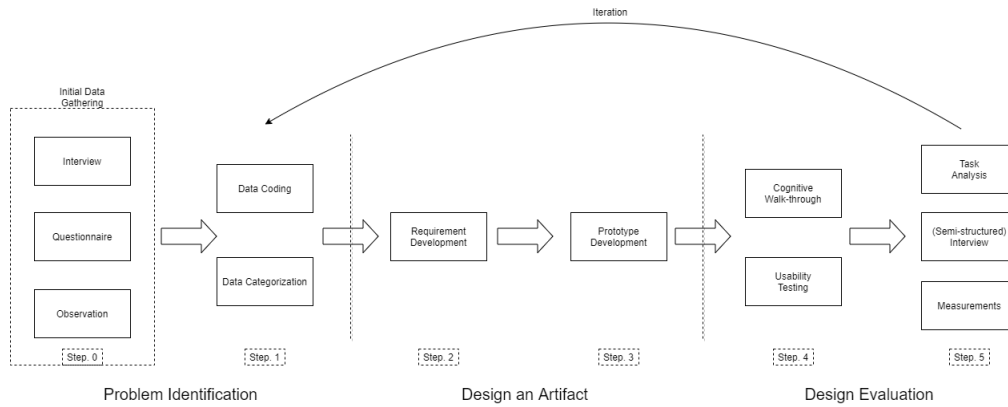 Iteration
Initial Data
Gathering
Interview
Questionnaire
Observation
Step. 0
Data Coding
Data Categorization
Step. 1
Requirement
Development
Step. 2
Prototype
Development
Step. 3
Cognitive
Walk-through
Usability
Testing
Step. 4
Task
Analysis
(Semi-structured)
Interview
Measurements
Step. 5
Problem Identification
Design an Artifact
Design Evaluation